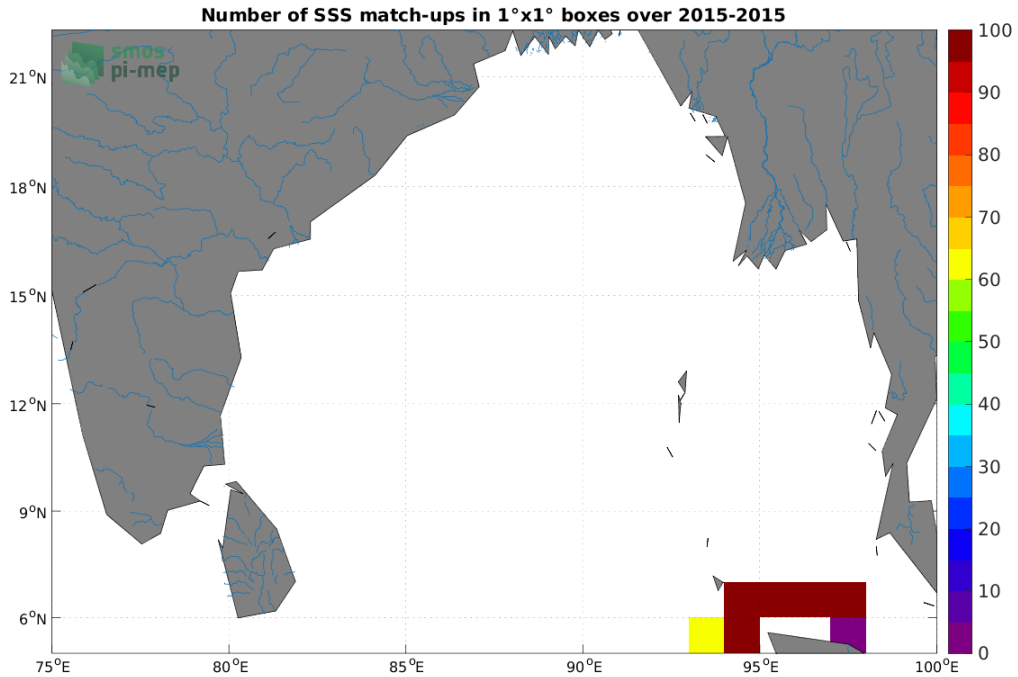 Number of SSS match-ups in 1°x1° boxes over 2015-2015
smos
pi-mep
21°N
18°N
15°N
12°N
9°N
6°N
75°E
80°E
85°E
90°E
95°E
100°E
100
90
80
70
60
50
40
30
20
10
0